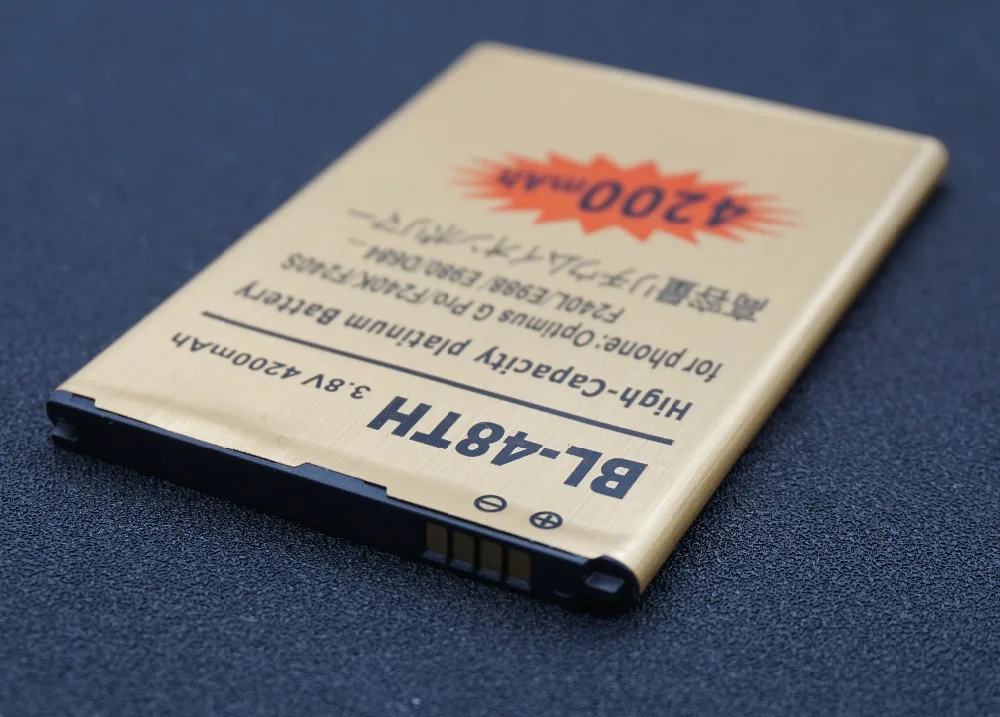 ⊕ ⊖
BL-48TH 3.8V 4200mAh
High-Capacity platinum Battery
for phone: Optimus G Pro/F240K/F240S
F240L/E988/ E980/D684 –
高容量リチウムイオンポリマー
4200mAh